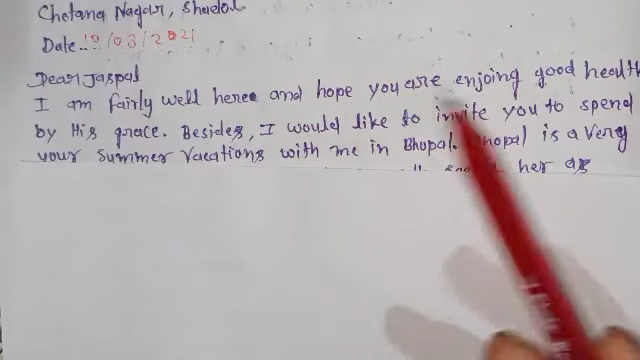 Chetana Nagar, Shadol
Date..10/03/2021
Dear Jaspal
I am fairly well here and hope you are enjoing good health
by His grace. Besides, I would like to invite you to spend
your summer vacations with me in Bhopal. Bhopal is a very
her as